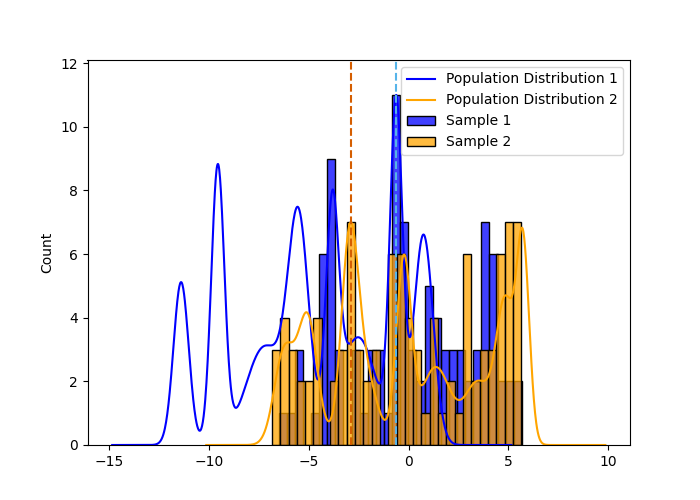 12
10
8
6
4
2
0
Count
−15
−10
−5
0
5
10
Population Distribution 1
Population Distribution 2
Sample 1
Sample 2